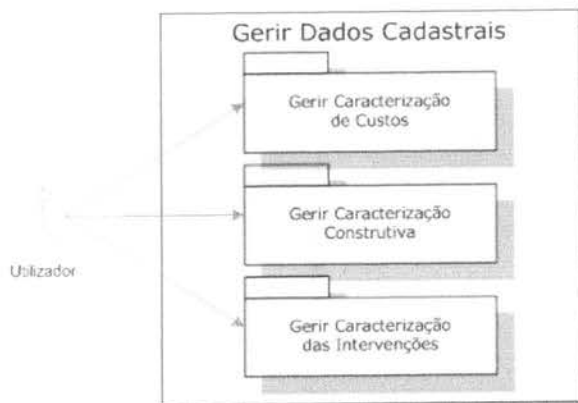 Gerir Dados Cadastrais
Gerir Caracterização
de Custos
Gerir Caracterização
Construtiva
Utilizador
Gerir Caracterização
das Intervenções